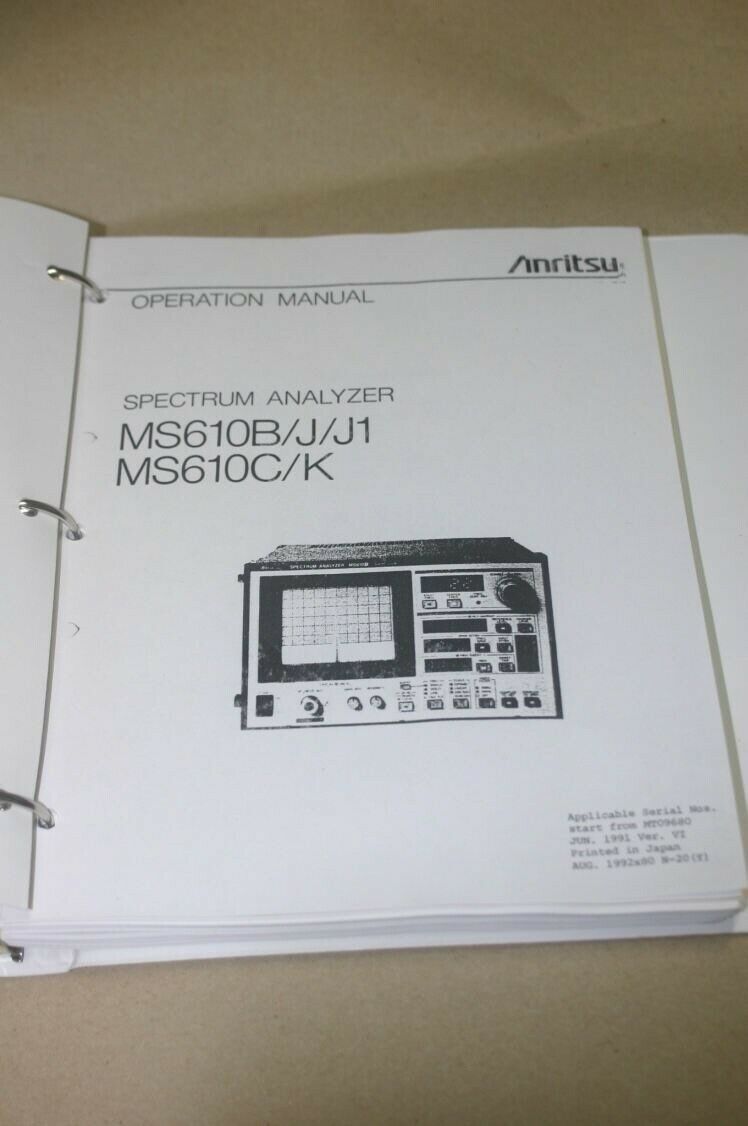 Anritsu
OPERATION MANUAL
SPECTRUM ANALYZER
MS610B/J/J1
MS610C/K
SPECTRUM ANALYZER MS610B
Applicable Serial Nos.
start from MT09680
JUN. 1991 Ver. VI
Printed in Japan
AUG. 1992x80 N-20(Y)